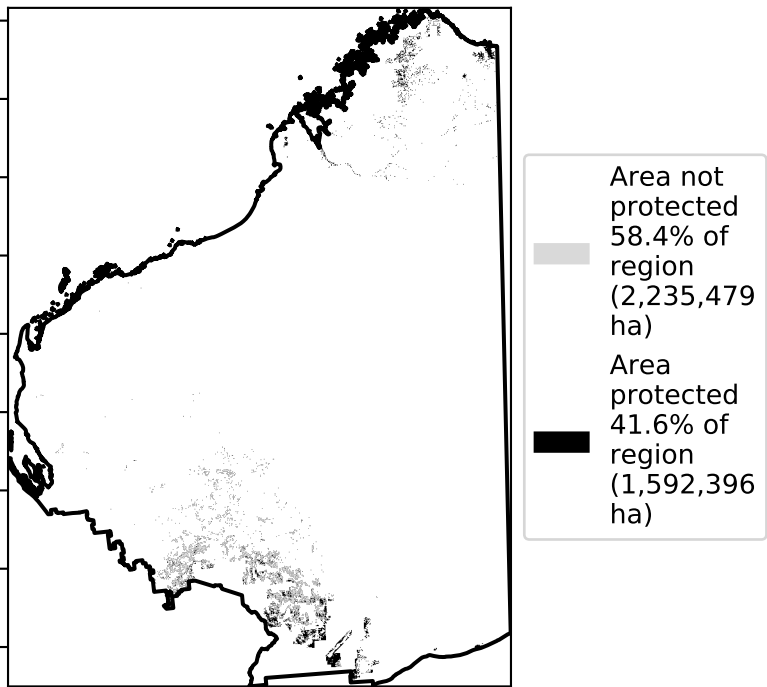 Area not
protected
58.4% of
region
(2,235,479
ha)
Area
protected
41.6% of
region
(1,592,396
ha)